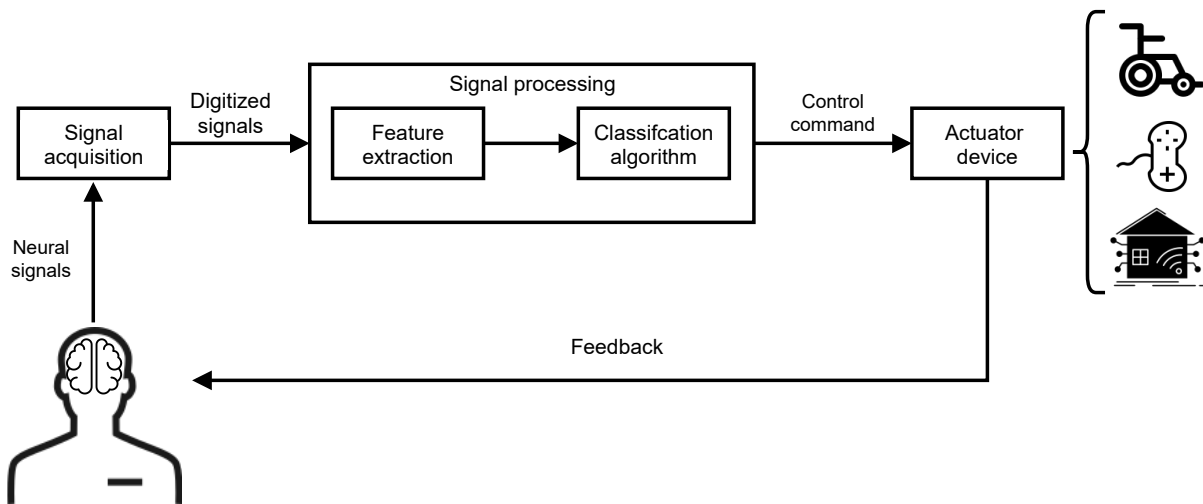 Signal processing
Digitized
signals
Control
command
Signal
acquisition
Feature
extraction
Classifcation
algorithm
Actuator
device
Neural
signals
Feedback